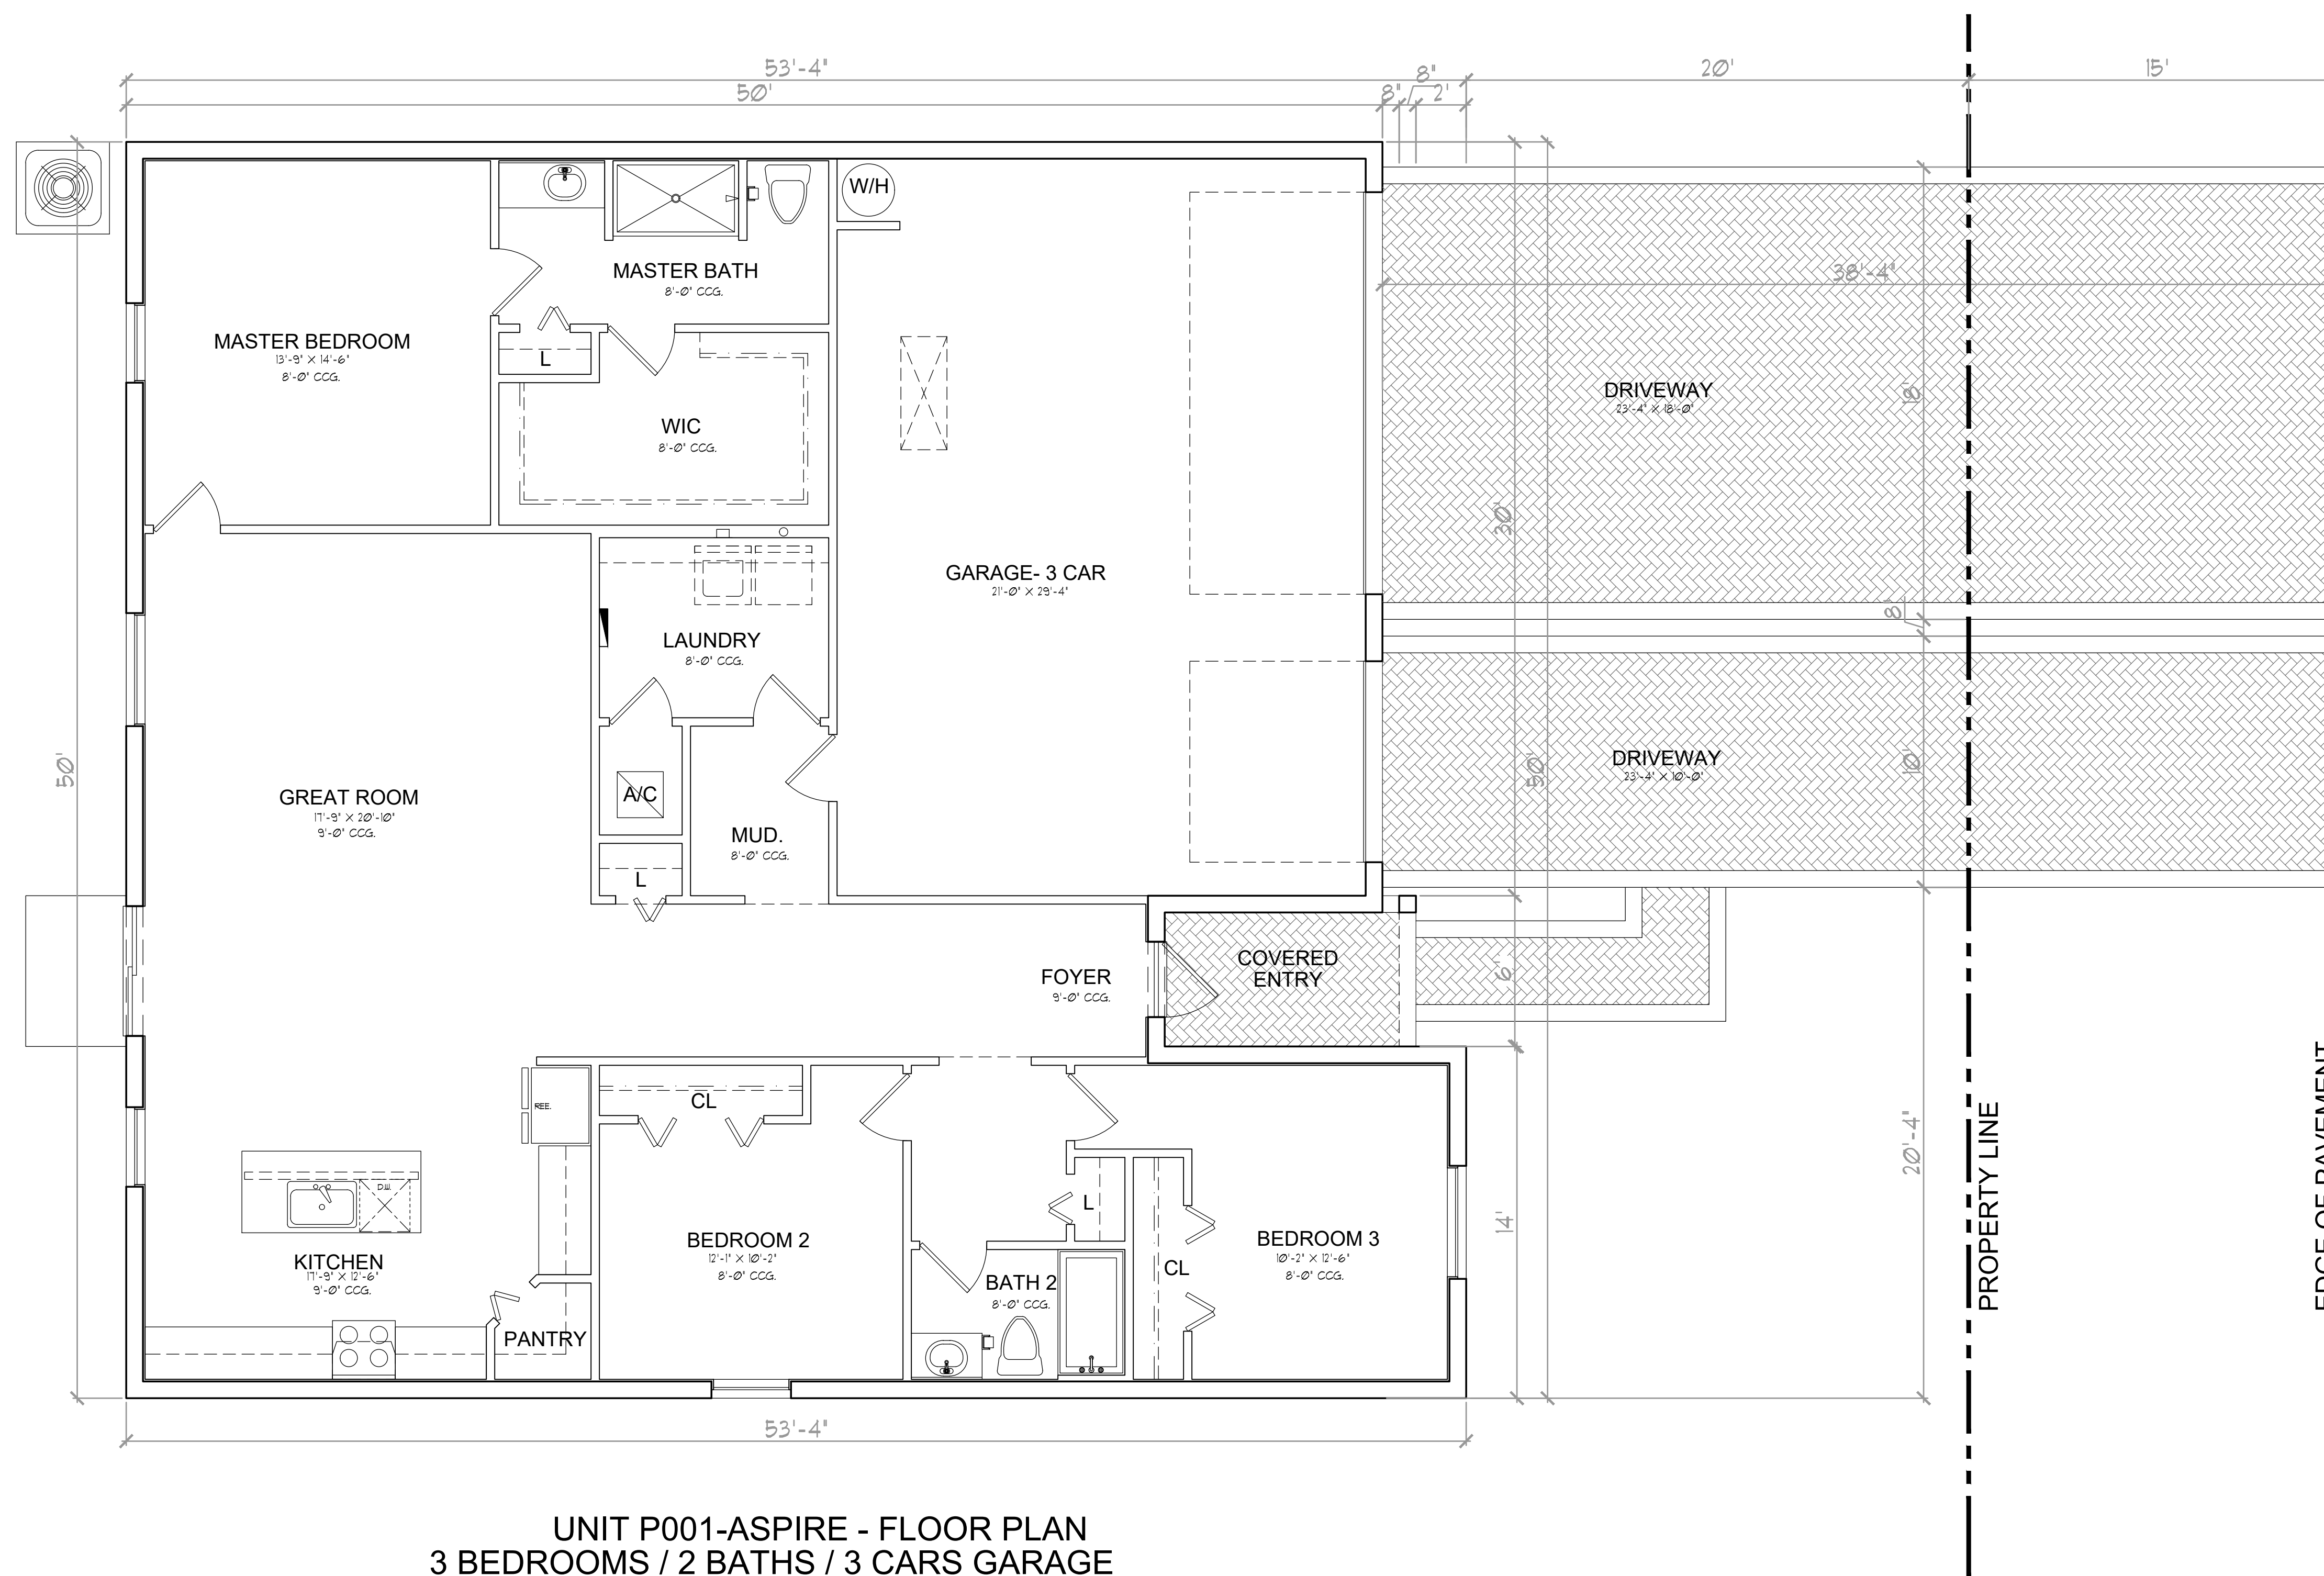 53'-4"
20'
15'
50'
8"
8"
2'
W/H
MASTER BATH
8'-0" CCG.
38'-4"
MASTER BEDROOM
13'-9" X 14'-6"
8'-0" CCG.
L
WIC
8'-0" CCG.
DRIVEWAY
23'-4" X 18'-0"
18'
30'
GARAGE- 3 CAR
21'-0" X 29'-4"
8'
LAUNDRY
8'-0" CCG.
50'
50'
DRIVEWAY
23'-4" X 10'-0"
10'
GREAT ROOM
17'-9" X 20'-10"
9'-0" CCG.
A/C
MUD.
8'-0" CCG.
L
FOYER
9'-0" CCG.
COVERED
ENTRY
6'
REE.
CL
20'-4"
PROPERTY LINE
EDGE OF PAVEMENT
D.W.
L
14'
KITCHEN
17'-9" X 12'-6"
9'-0" CCG.
BEDROOM 2
12'-1" X 10'-2"
8'-0" CCG.
BATH 2
8'-0" CCG.
CL
BEDROOM 3
10'-2" X 12'-6"
8'-0" CCG.
PANTRY
53'-4"
UNIT P001-ASPIRE - FLOOR PLAN
3 BEDROOMS / 2 BATHS / 3 CARS GARAGE